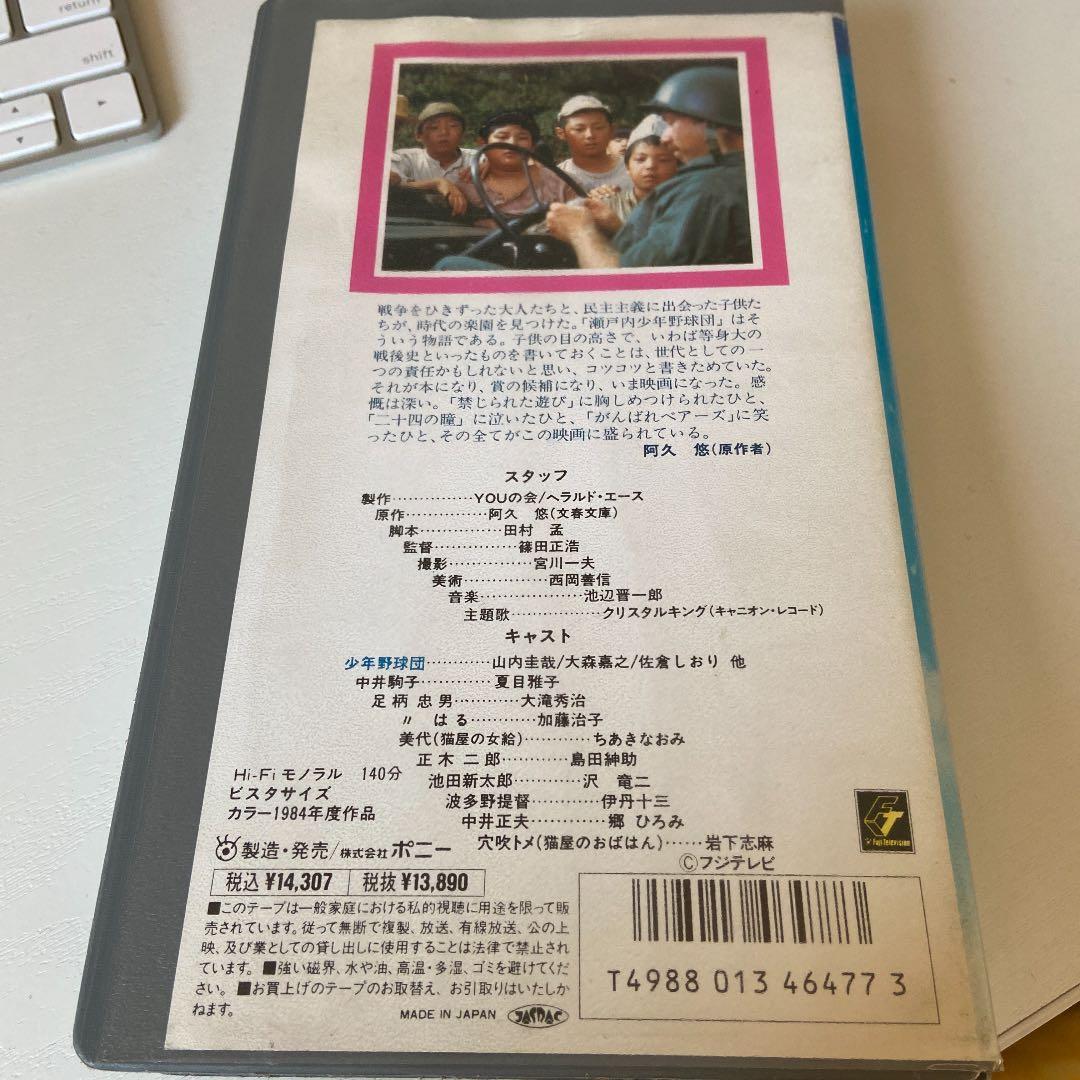 return
shift
戦争をひきずった大人たちと、民主主義に出会った子供た
ちが、時代の楽園を見つけた。「瀬戸内少年野球団」はそ
ういう物語である。子供の目の高さで、いわば等身大の
戦後史といったものを書いておくことは、世代としての一
つの責任かもしれないと思い、コツコツと書きためていた。
それが本になり、賞の候補になり、いま映画になった。感
慨は深い。「禁じられた遊び」に胸しめつけられたひと、
「二十四の瞳」に泣いたひと、「がんばれベアーズ」に笑
ったひと、その全てがこの映画に盛られている。
阿久 悠(原作者)
スタッフ
製作……………YOUの会/ヘラルド・エース
原作……………阿久 悠(文春文庫)
脚本……………田村 孟
監督……………篠田正浩
撮影……………宮川一夫
美術……………西岡善信
音楽………………池辺晋一郎
主題歌………………クリスタルキング(キャニオン・レコード)
キャスト
少年野球団…………山内圭哉/大森嘉之/佐倉しおり 他
中井駒子…………夏目雅子
足柄忠男…………大滝秀治
〃 はる…………加藤治子
美代(猫屋の女給)…………ちあきなおみ
正木二郎…………島田紳助
池田新太郎…………沢 竜二
波多野提督…………伊丹十三
中井正夫…………郷 ひろみ
穴吹トメ(猫屋のおばはん)……岩下志麻
Ⓒフジテレビ
Hi-Fi モノラル 140分
ビスタサイズ
カラー1984年度作品
製造・発売/株式会社ポニー
Fuji Television
税込 ¥14,307 税抜 ¥13,890
■このテープは一般家庭における私的視聴に用途を限って販
売されています。従って無断で複製、放送、有線放送、公の上
映、及び業としての貸し出しに使用することは法律で禁止され
ています。■強い磁界、水や油、高温・多湿、ゴミを避けてくだ
さい。■お買上げのテープのお取替え、お引取りはいたしか
ねます。
MADE IN JAPAN JASRAC
T4988 013 46477 3